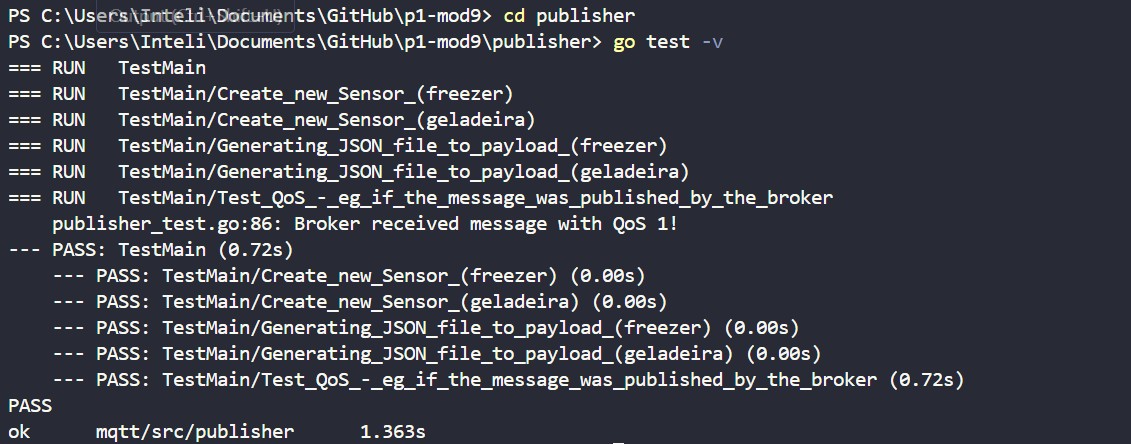 PS C:\Users\Inteli\Documents\GitHub\p1-mod9> cd publisher
PS C:\Users\Inteli\Documents\GitHub\p1-mod9\publisher> go test -v
=== RUN   TestMain
=== RUN   TestMain/Create_new_Sensor_(freezer)
=== RUN   TestMain/Create_new_Sensor_(geladeira)
=== RUN   TestMain/Generating_JSON_file_to_payload_(freezer)
=== RUN   TestMain/Generating_JSON_file_to_payload_(geladeira)
=== RUN   TestMain/Test_QoS_-_eg_if_the_message_was_published_by_the_broker
    publisher_test.go:86: Broker received message with QoS 1!
--- PASS: TestMain (0.72s)
    --- PASS: TestMain/Create_new_Sensor_(freezer) (0.00s)
    --- PASS: TestMain/Create_new_Sensor_(geladeira) (0.00s)
    --- PASS: TestMain/Generating_JSON_file_to_payload_(freezer) (0.00s)
    --- PASS: TestMain/Generating_JSON_file_to_payload_(geladeira) (0.00s)
    --- PASS: TestMain/Test_QoS_-_eg_if_the_message_was_published_by_the_broker (0.72s)
PASS
ok      mqtt/src/publisher      1.363s